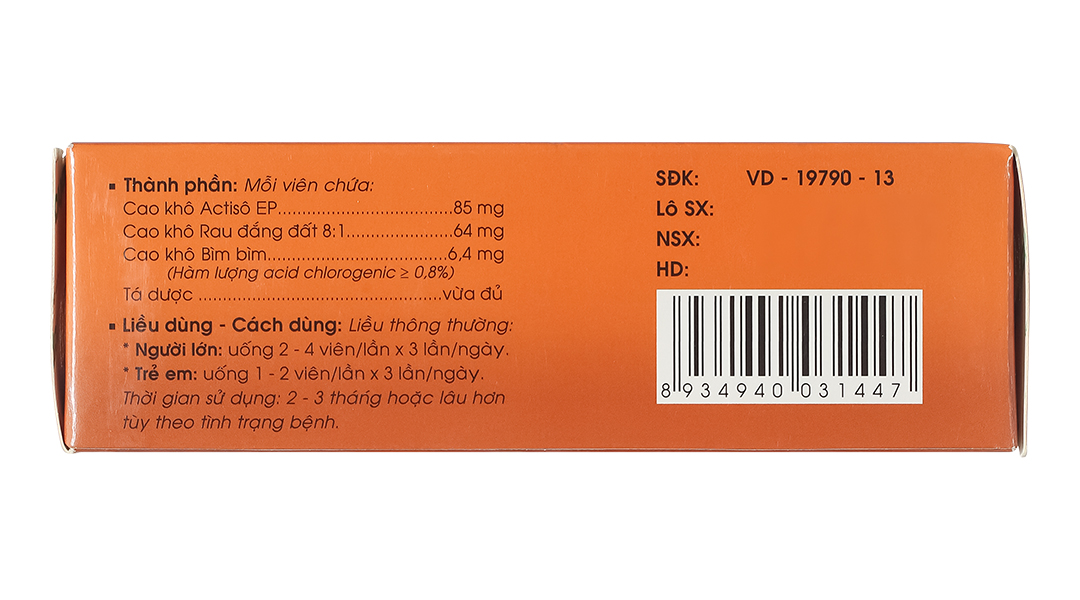 ▪ Thành phần: Mỗi viên chứa:
Cao khô Actisô EP....................................85 mg
Cao khô Rau đắng đất 8:1......................64 mg
Cao khô Bìm bìm.....................................6,4 mg
(Hàm lượng acid chlorogenic ≥ 0,8%)
Tá dược ..................................................vừa đủ
▪ Liều dùng - Cách dùng: Liều thông thường:
* Người lớn: uống 2 - 4 viên/lần x 3 lần/ngày.
* Trẻ em: uống 1 - 2 viên/lần x 3 lần/ngày.
Thời gian sử dụng: 2 - 3 tháng hoặc lâu hơn
tùy theo tình trạng bệnh.
SĐK: VD - 19790 - 13
Lô SX:
NSX:
HD:
8 934940 031447